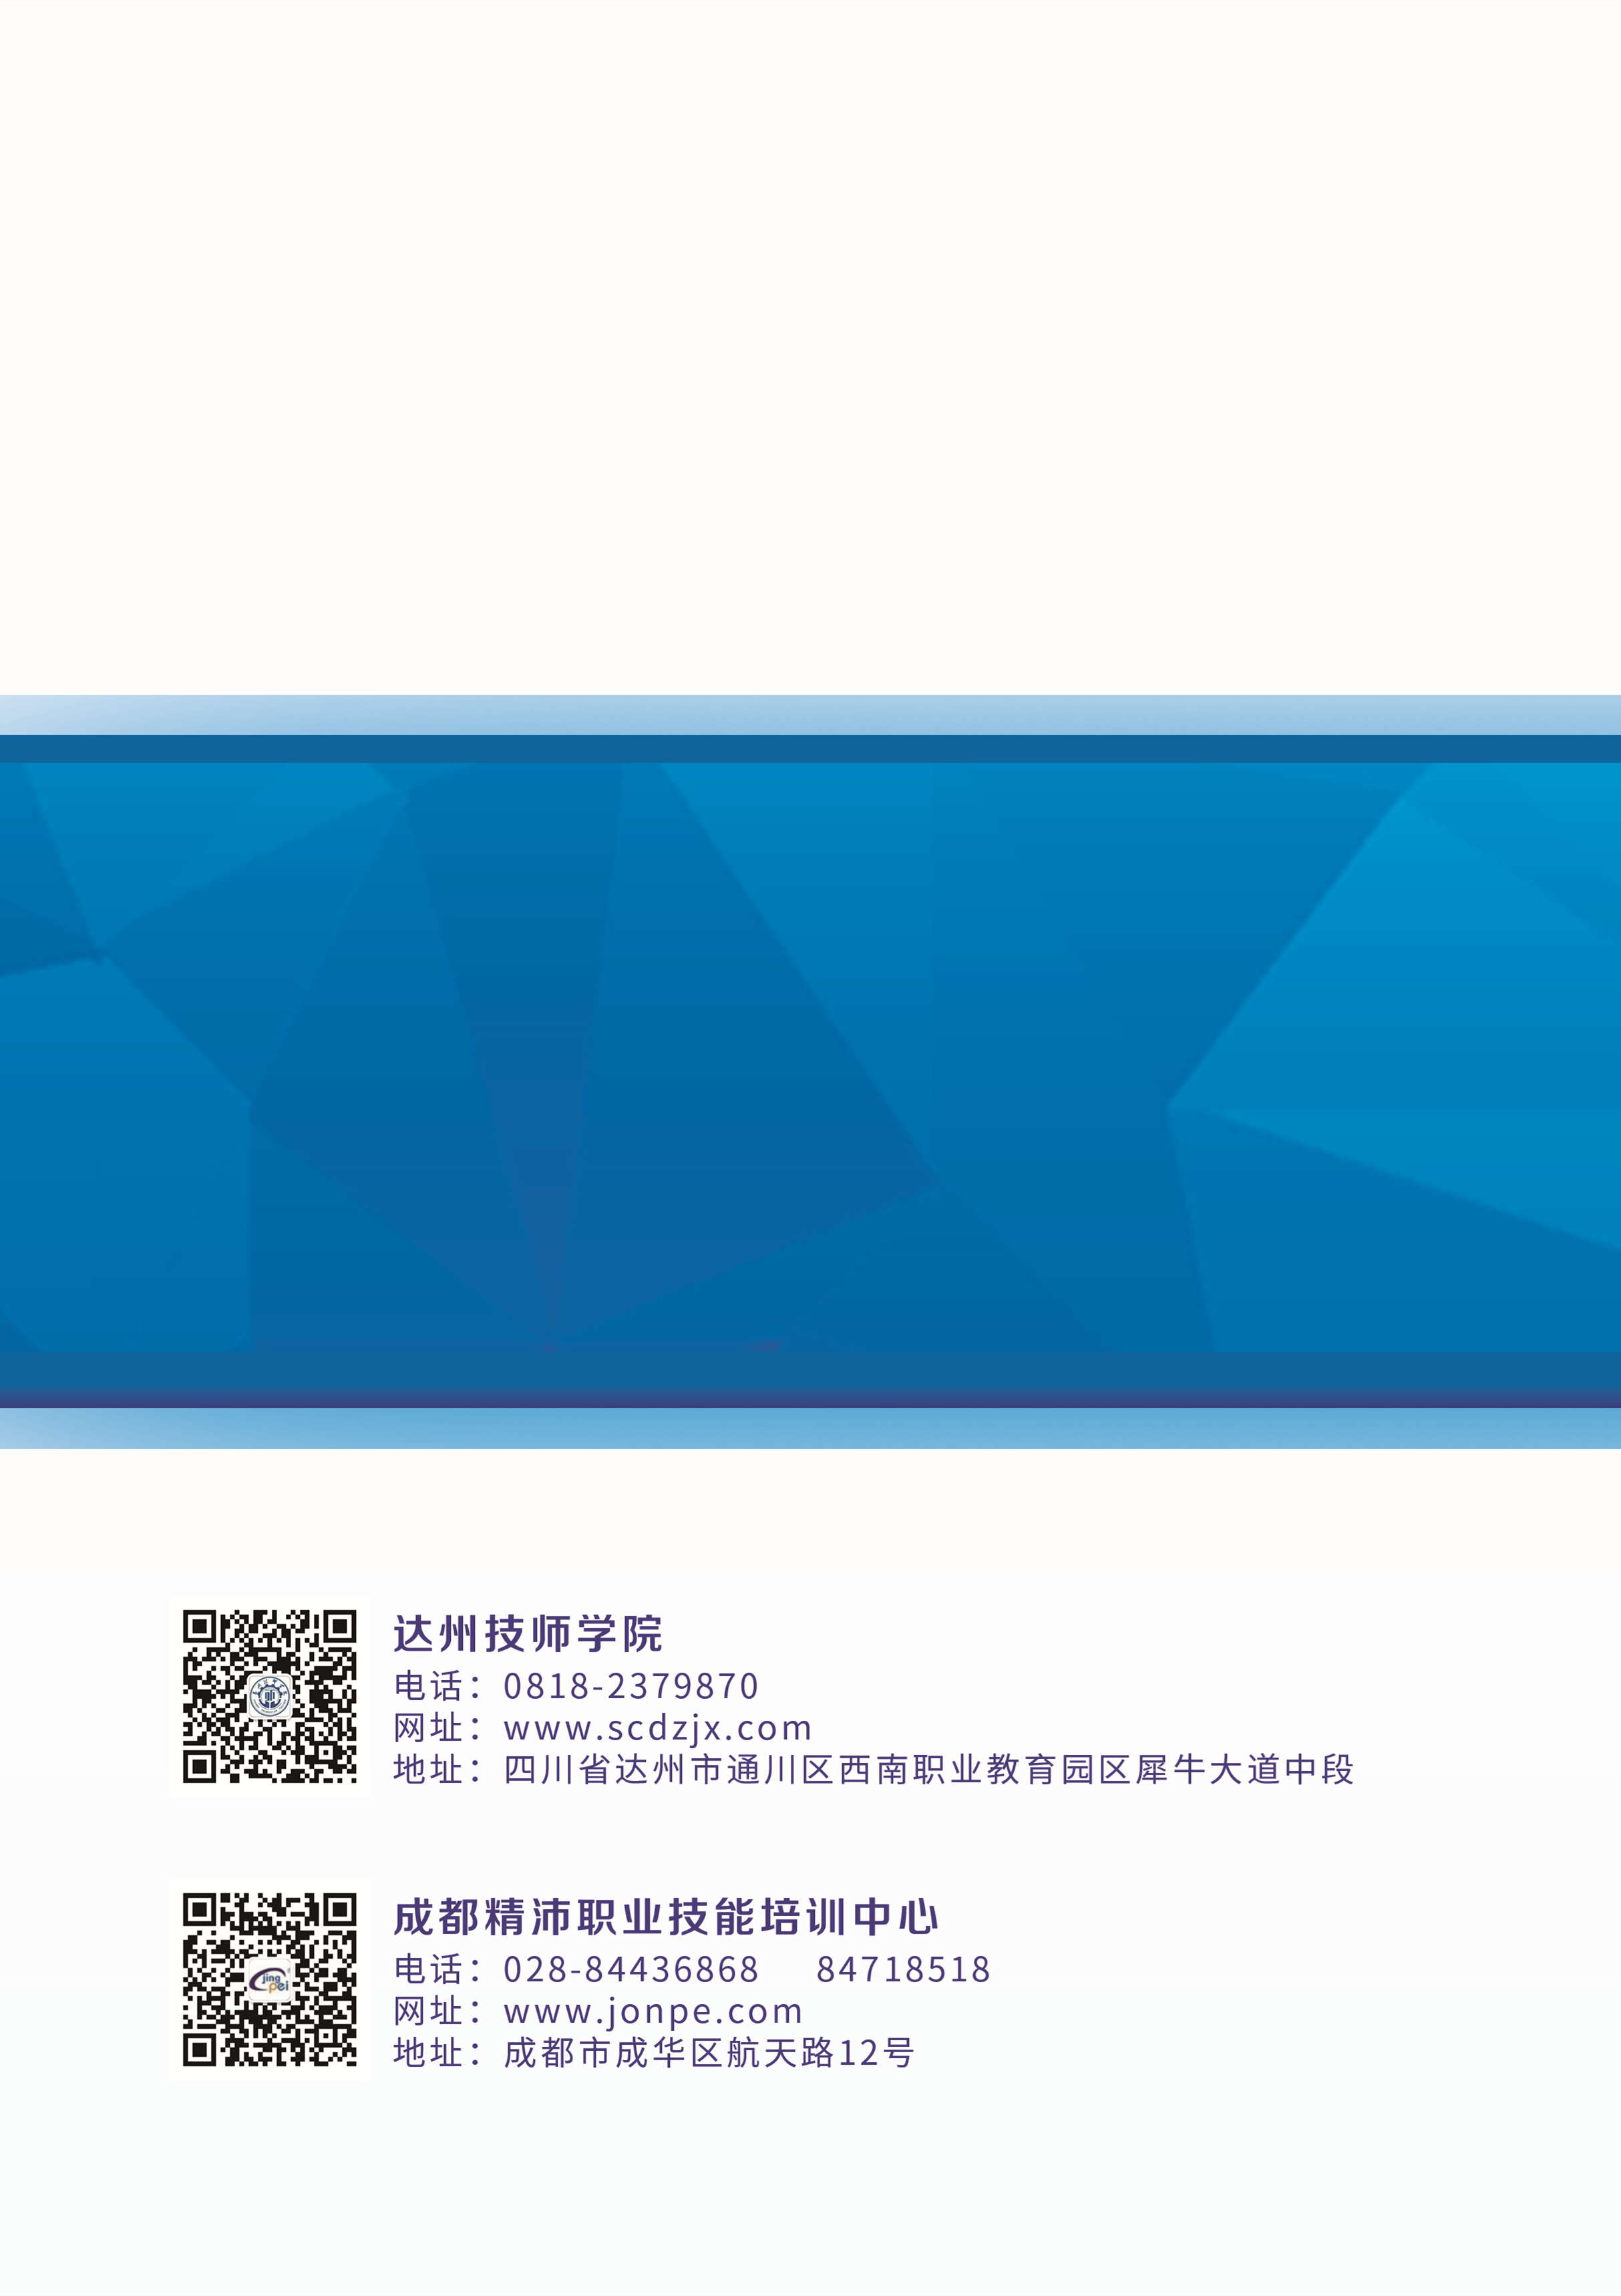 达州技师学院
电话：0818-2379870
网址：www.scdzjx.com
地址：四川省达州市通川区西南职业教育园区犀牛大道中段
jing
pei
成都精沛职业技能培训中心
电话：028-84436868 84718518
网址：www.jonpe.com
地址：成都市成华区航天路12号